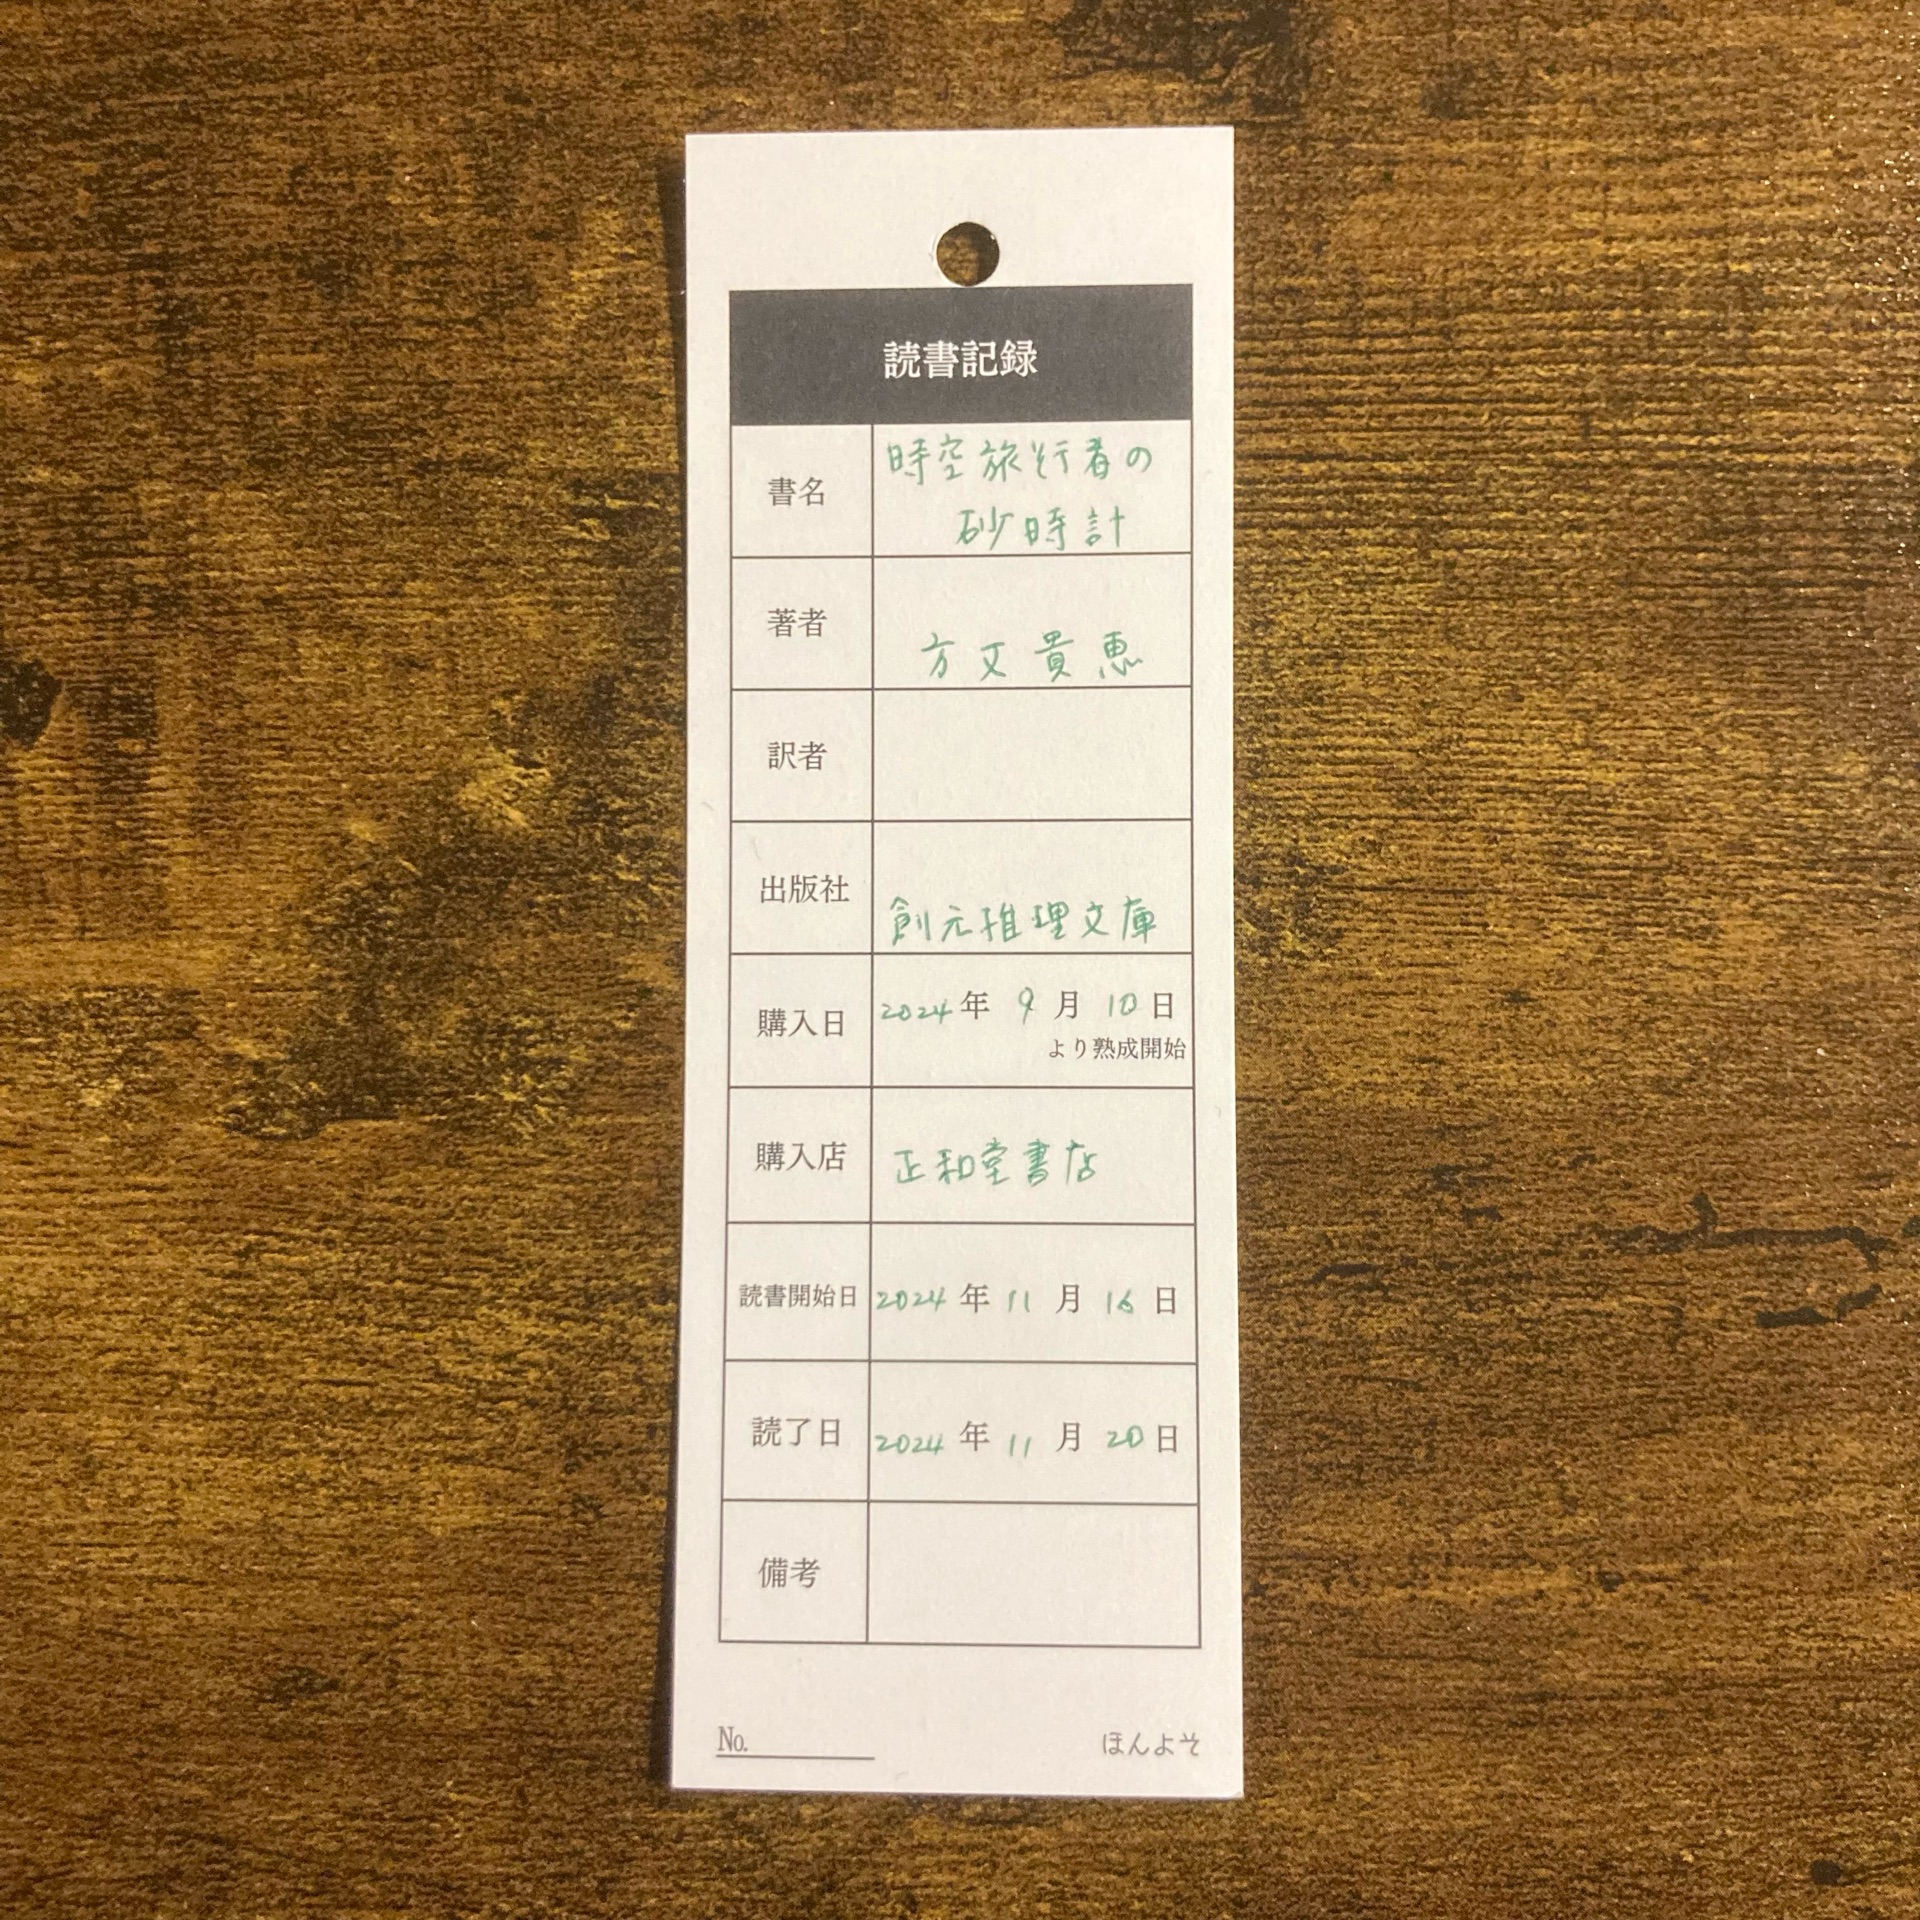 読書記録
書名
時空旅行者の
砂時計
著者
方丈貴恵
訳者
出版社
創元推理文庫
購入日
2024年 9月 10日
より熟成開始
購入店
正和堂書店
読書開始日
2024年 11月 16日
読了日
2024年 11月 20日
備考
No.
ほんよそ